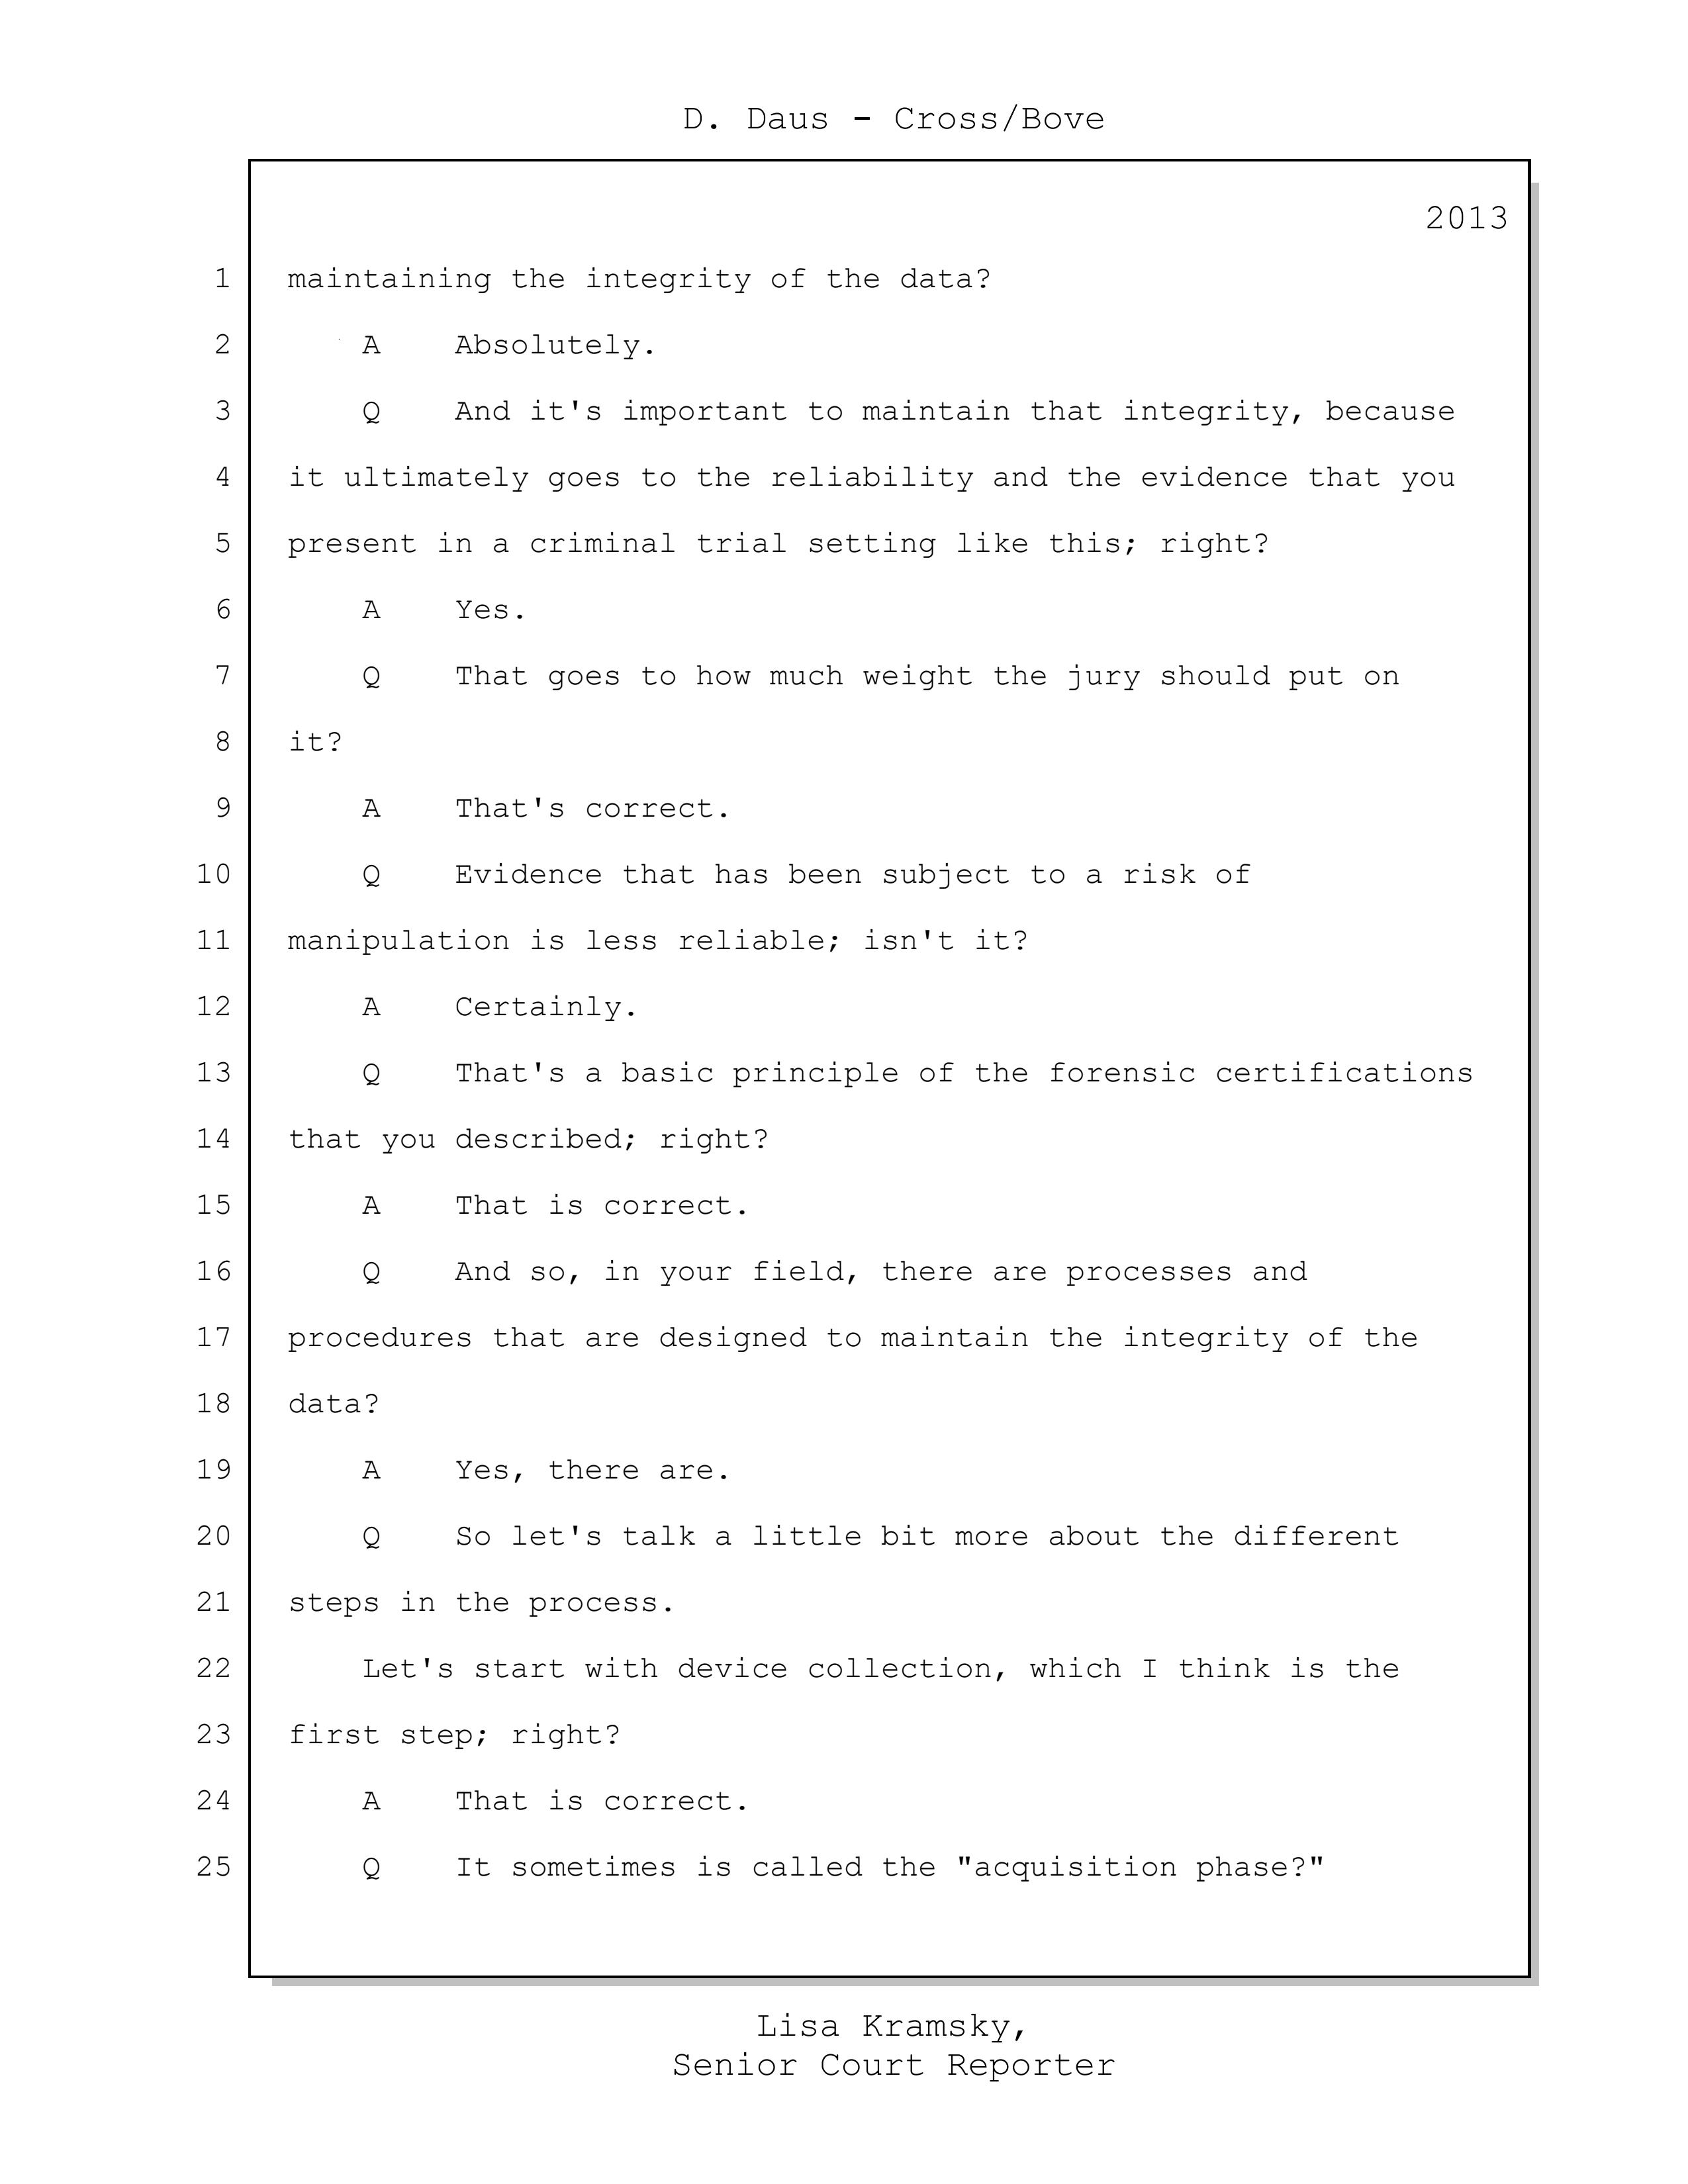 D. Daus - Cross/Bove
2013
1 maintaining the integrity of the data?
2 A Absolutely.
3 Q And it's important to maintain that integrity, because
4 it ultimately goes to the reliability and the evidence that you
5 present in a criminal trial setting like this; right?
6 A Yes.
7 Q That goes to how much weight the jury should put on
8 it?
9 A That's correct.
10 Q Evidence that has been subject to a risk of
11 manipulation is less reliable; isn't it?
12 A Certainly.
13 Q That's a basic principle of the forensic certifications
14 that you described; right?
15 A That is correct.
16 Q And so, in your field, there are processes and
17 procedures that are designed to maintain the integrity of the
18 data?
19 A Yes, there are.
20 Q So let's talk a little bit more about the different
21 steps in the process.
22 Let's start with device collection, which I think is the
23 first step; right?
24 A That is correct.
25 Q It sometimes is called the "acquisition phase?"
Lisa Kramsky,
Senior Court Reporter